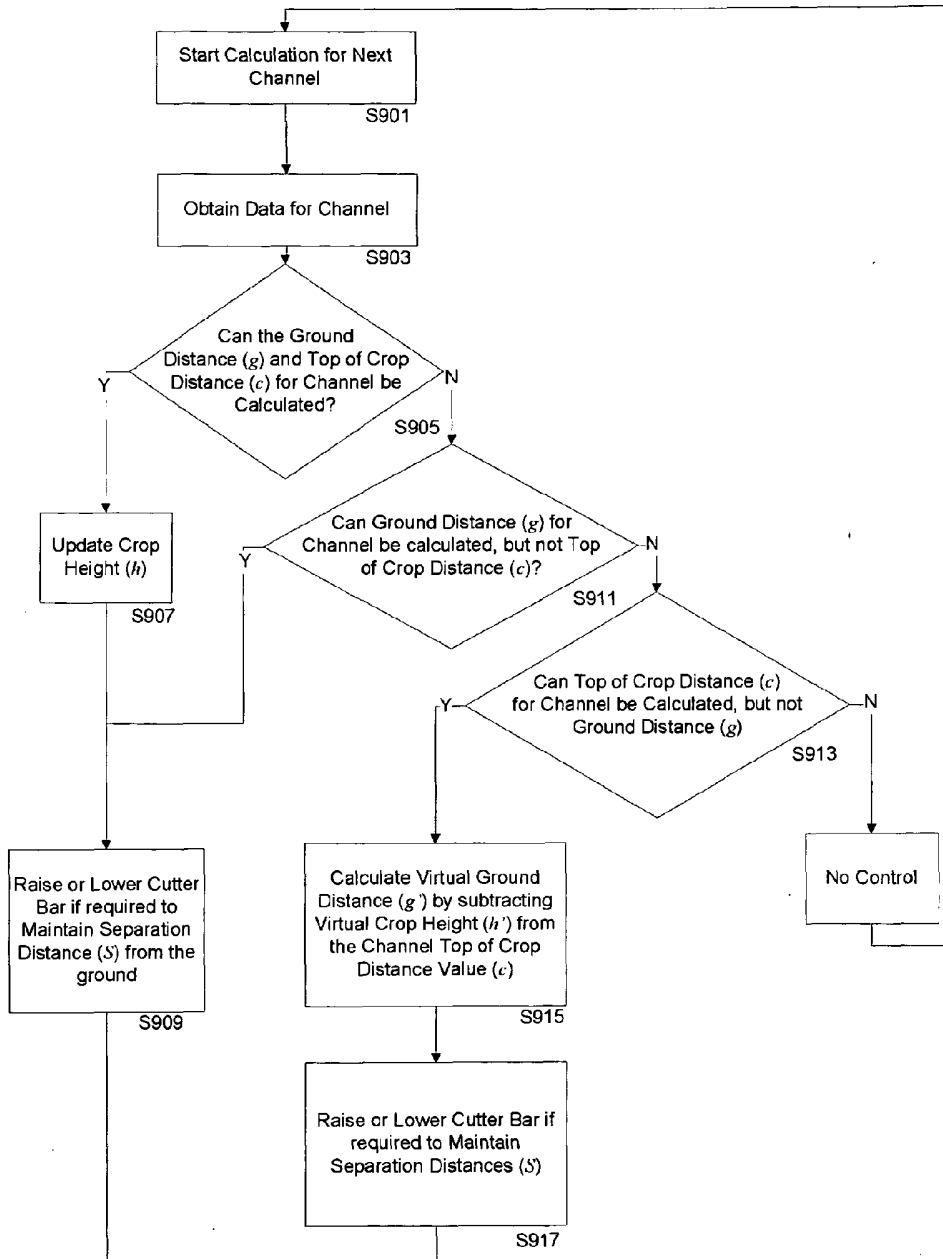 Start Calculation for Next
Channel
S901
Obtain Data for Channel
S903
Can the Ground
Distance (g) and Top of Crop
Distance (c) for Channel be
Calculated?
Y
N
S905
Update Crop
Height (h)
S907
Can Ground Distance (g) for
Channel be calculated, but not Top
of Crop Distance (c)?
Y
N
S911
Can Top of Crop Distance (c)
for Channel be Calculated, but not
Ground Distance (g)
Y
N
S913
Raise or Lower Cutter
Bar if required to
Maintain Separation
Distance (S) from the
ground
S909
Calculate Virtual Ground
Distance (g') by subtracting
Virtual Crop Height (h') from
the Channel Top of Crop
Distance Value (c)
S915
No Control
Raise or Lower Cutter Bar if
required to Maintain
Separation Distances (S)
S917